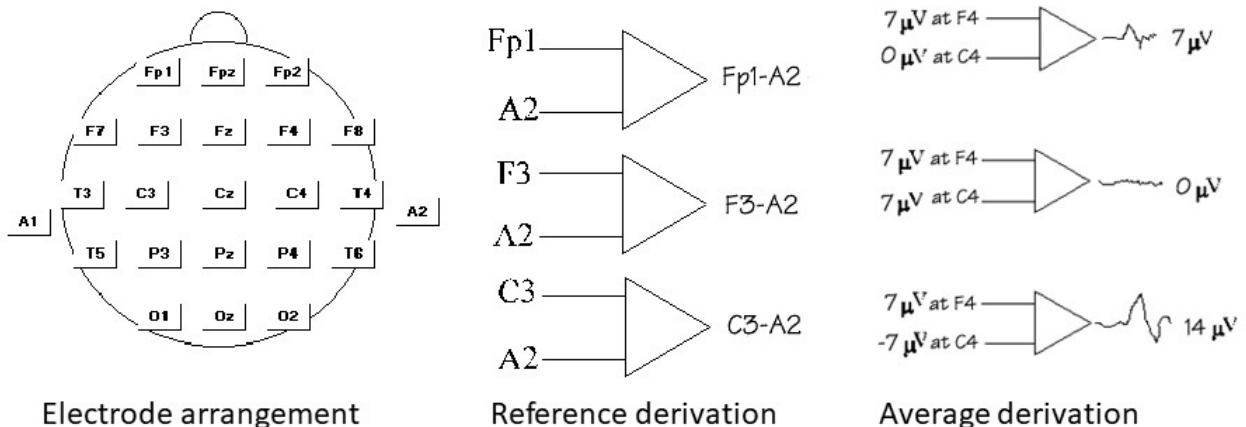 Fp1 Fpz Fp2
F7 F3 Fz F4 F8
T3 C3 Cz C4 T4
A1 A2
T5 P3 Pz P4 T6
O1 Oz O2
Electrode arrangement
Fp1
A2
Fp1-A2
F3
A2
F3-A2
C3
A2
C3-A2
Reference derivation
7 µV at F4
0 µV at C4
7 µV
7 µV at F4
7 µV at C4
0 µV
7 µV at F4
-7 µV at C4
14 µV
Average derivation